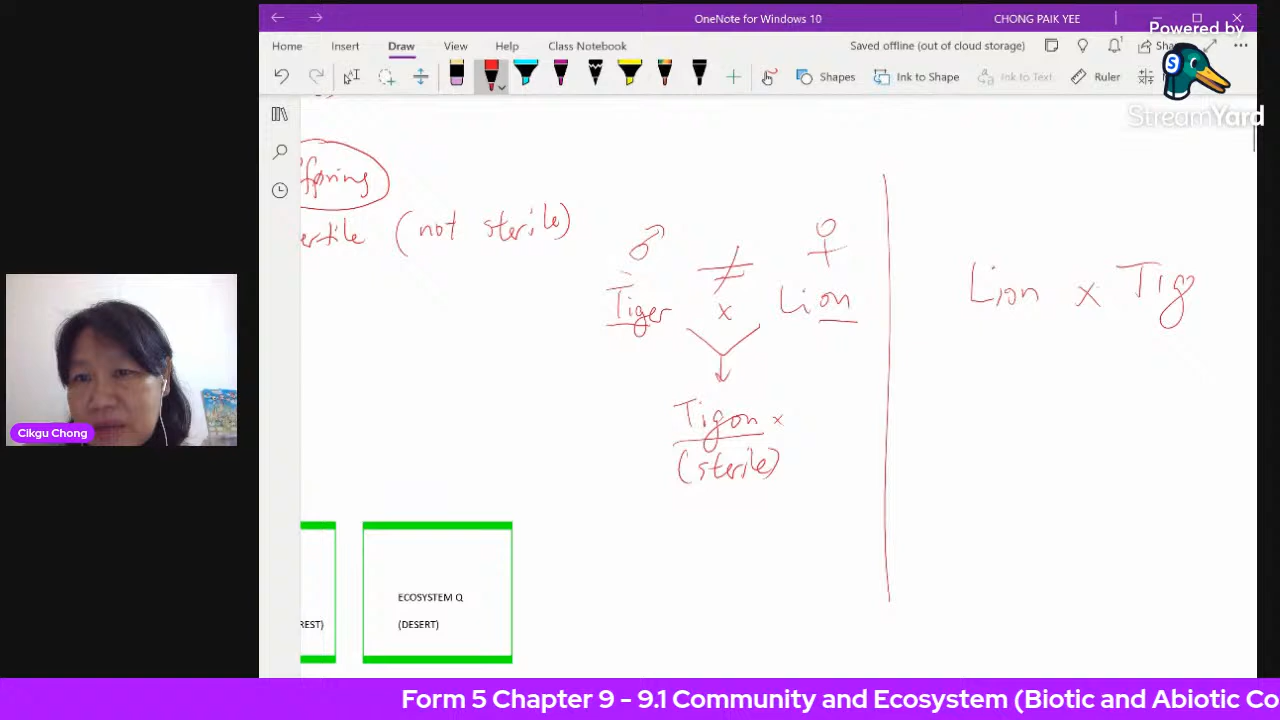 OneNote for Windows 10
CHONG PAIK YEE
Powered by
Home Insert Draw View Help Class Notebook
Saved offline (out of cloud storage)
Share
Shapes
Ink to Shape
Ink to Text
Ruler
StreamYard
ffspring
ertile (not sterile)
♂ ≠ ♀
Tiger x Lion
Tigon x
(sterile)
Lion x Tig
Cikgu Chong
REST)
ECOSYSTEM Q
(DESERT)
Form 5 Chapter 9 - 9.1 Community and Ecosystem (Biotic and Abiotic Co